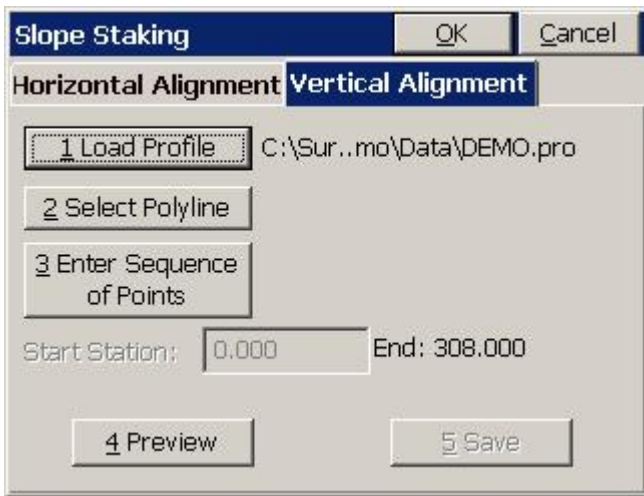 Slope Staking OK Cancel
Horizontal Alignment Vertical Alignment
1 Load Profile C:\Sur..mo\Data\DEMO.pro
2 Select Polyline
3 Enter Sequence
of Points
Start Station: 0.000 End: 308.000
4 Preview 5 Save